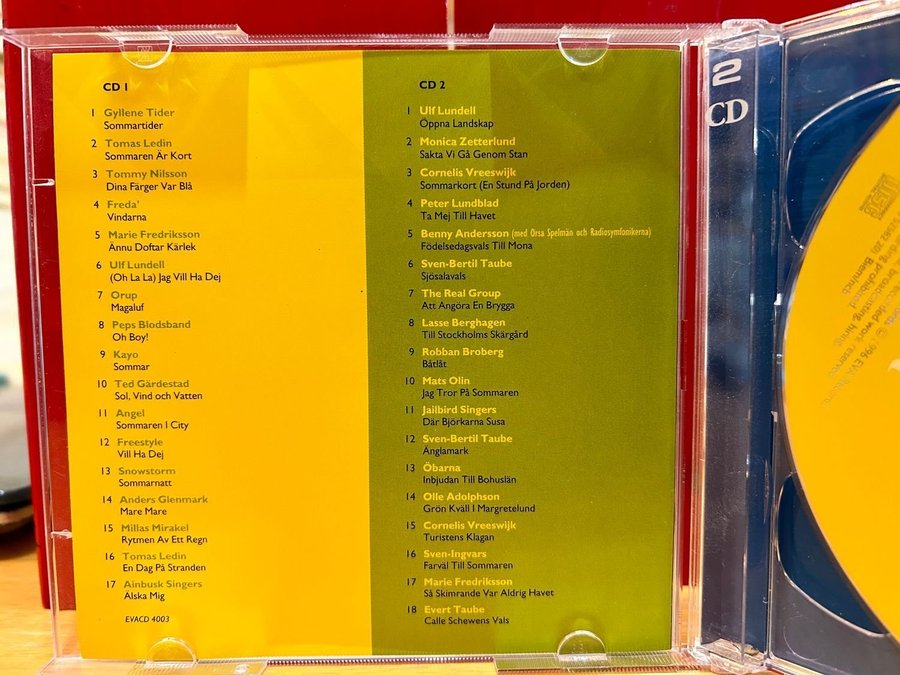 CD 1
1 Gyllene Tider
Sommartider
2 Tomas Ledin
Sommaren Är Kort
3 Tommy Nilsson
Dina Färger Var Blå
4 Freda'
Vindarna
5 Marie Fredriksson
Ännu Doftar Kärlek
6 Ulf Lundell
(Oh La La) Jag Vill Ha Dej
7 Orup
Magaluf
8 Peps Blodsband
Oh Boy!
9 Kayo
Sommar
10 Ted Gärdestad
Sol, Vind och Vatten
11 Angel
Sommaren I City
12 Freestyle
Vill Ha Dej
13 Snowstorm
Sommarnatt
14 Anders Glenmark
Mare Mare
15 Millas Mirakel
Rytmen Av Ett Regn
16 Tomas Ledin
En Dag På Stranden
17 Ainbusk Singers
Älska Mig
EVACD 4003
CD 2
1 Ulf Lundell
Öppna Landskap
2 Monica Zetterlund
Sakta Vi Gå Genom Stan
3 Cornelis Vreeswijk
Sommarkort (En Stund På Jorden)
4 Peter Lundblad
Ta Mej Till Havet
5 Benny Andersson (med Orsa Spelmän och Radiosymfonikerna)
Födelsedagsvals Till Mona
6 Sven-Bertil Taube
Sjösalavals
7 The Real Group
Att Angöra En Brygga
8 Lasse Berghagen
Till Stockholms Skärgård
9 Robban Broberg
Båtlåt
10 Mats Olin
Jag Tror På Sommaren
11 Jailbird Singers
Där Björkarna Susa
12 Sven-Bertil Taube
Änglamark
13 Öbarna
Inbjudan Till Bohuslän
14 Olle Adolphson
Grön Kväll I Margretelund
15 Cornelis Vreeswijk
Turistens Klagan
16 Sven-Ingvars
Farväl Till Sommaren
17 Marie Fredriksson
Så Skimrande Var Aldrig Havet
18 Evert Taube
Calle Schewens Vals
2
CD